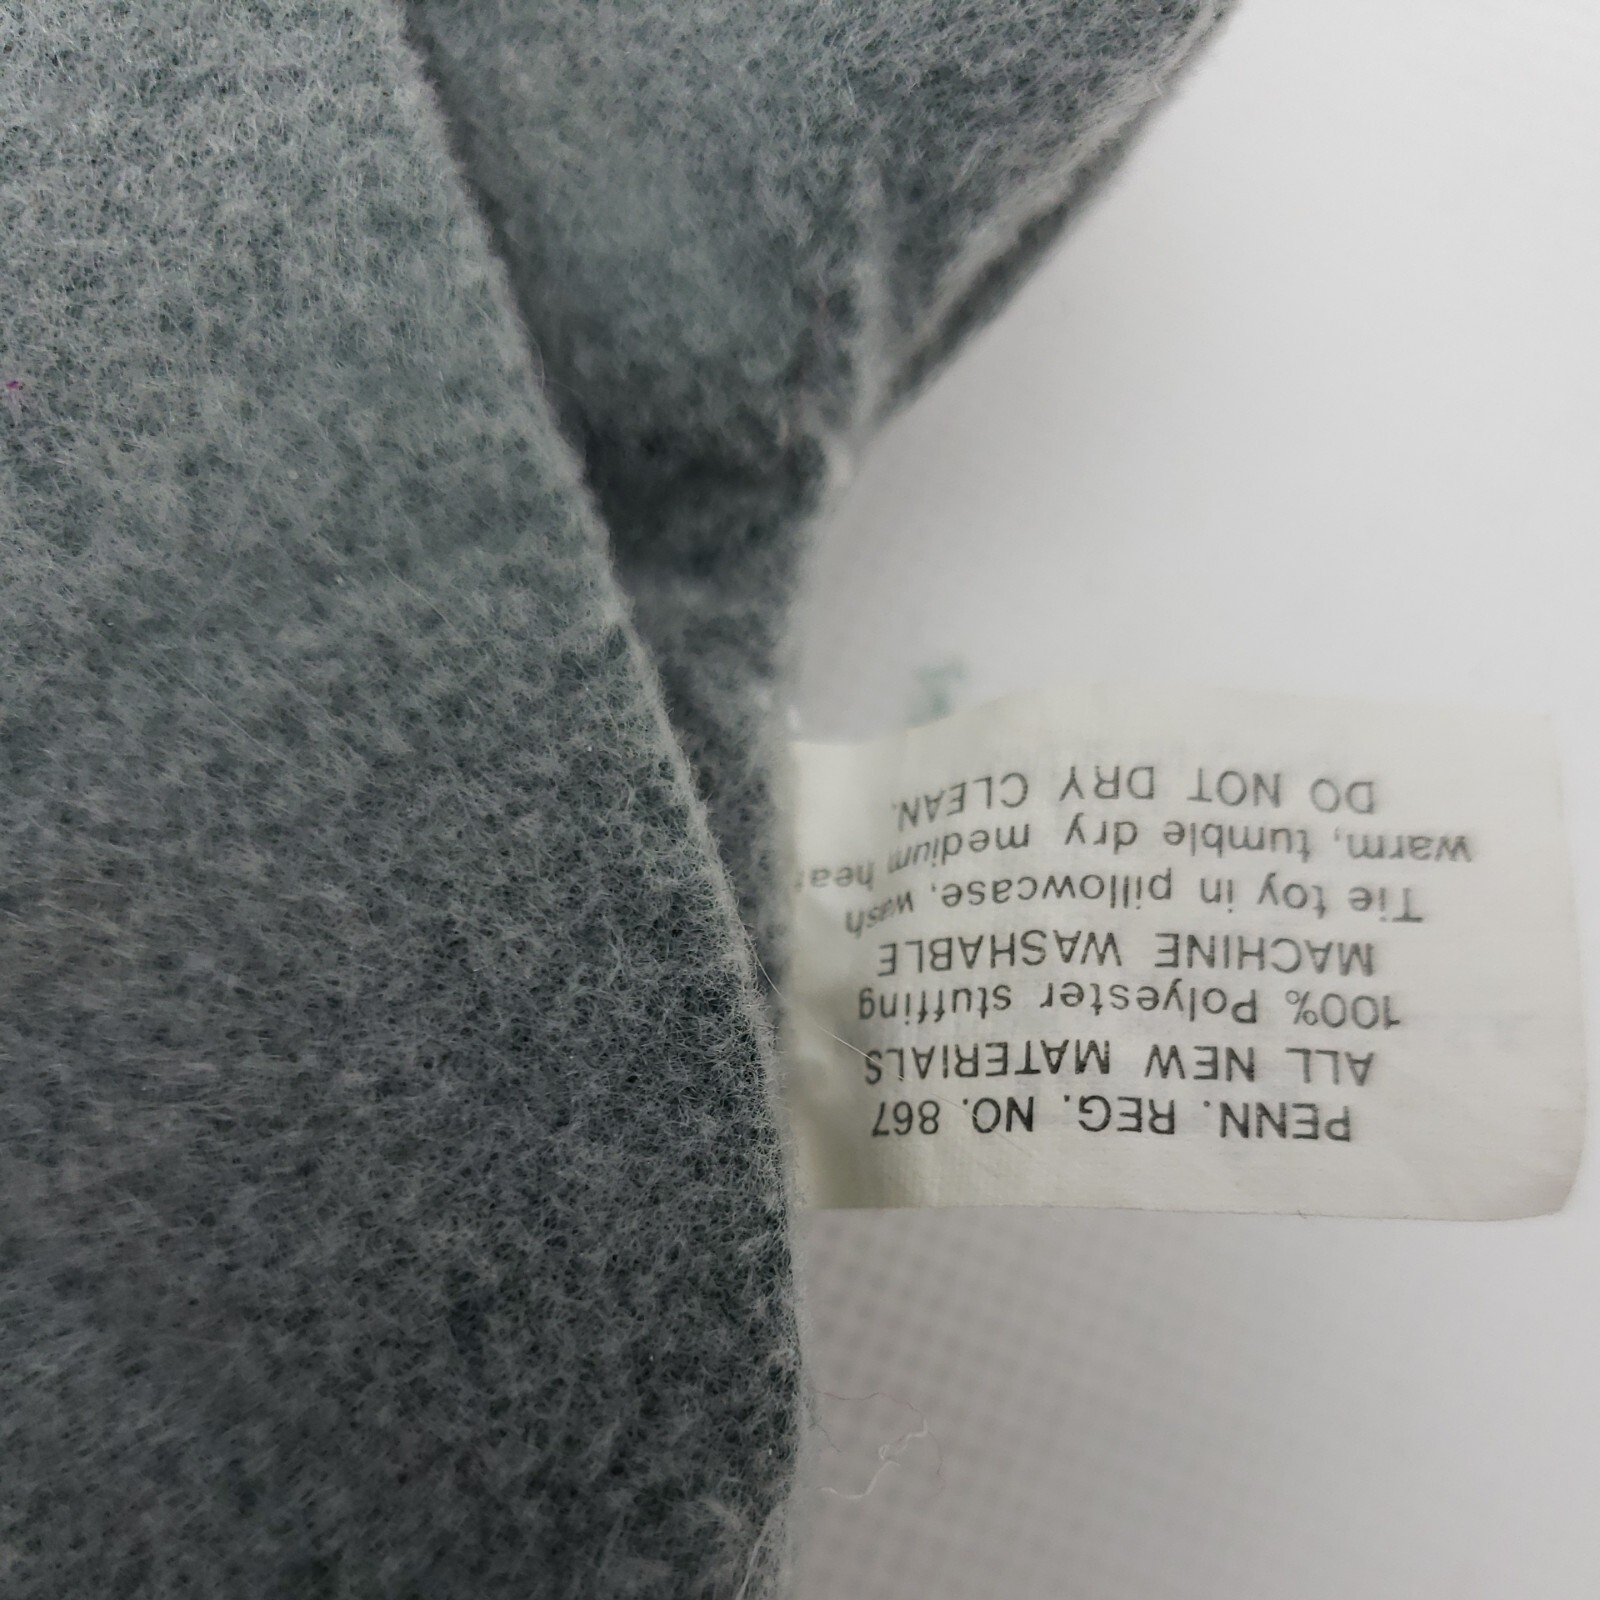 PENN. REG. NO. 867
ALL NEW MATERIALS
100% Polyester stuffing
MACHINE WASHABLE
Tie toy in pillowcase, wash
warm, tumble dry medium heat
DO NOT DRY CLEAN.